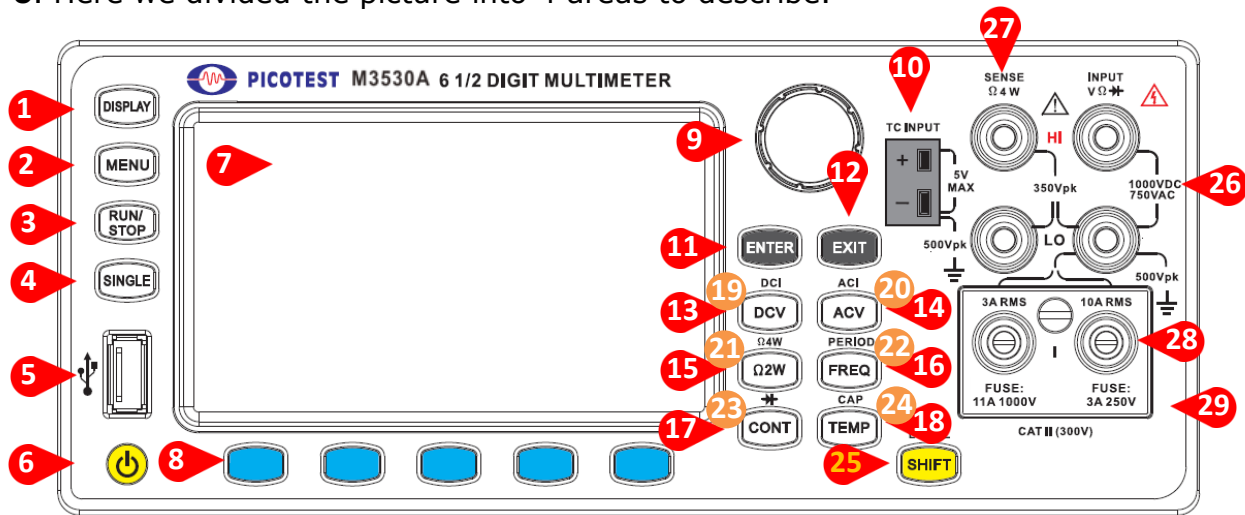 Here we divided the picture into 4 areas to describe.
27
10
SENSE
Ω 4 W
INPUT
V Ω
PICOTEST M3530A 6 1/2 DIGIT MULTIMETER
1
DISPLAY
TC INPUT
HI
2
MENU
7
9
12
+
5V
MAX
350Vpk
1000VDC
750VAC
26
3
RUN/
STOP
−
11
ENTER
EXIT
500Vpk
LO
4
SINGLE
DCI
ACI
500Vpk
19
20
13
DCV
ACV
14
3A RMS
10A RMS
Ω4W
PERIOD
21
22
I
28
5
15
Ω2W
FREQ
16
FUSE:
11A 1000V
FUSE:
3A 250V
29
CAP
23
24
17
CONT
TEMP
18
CAT II (300V)
6
8
25
SHIFT